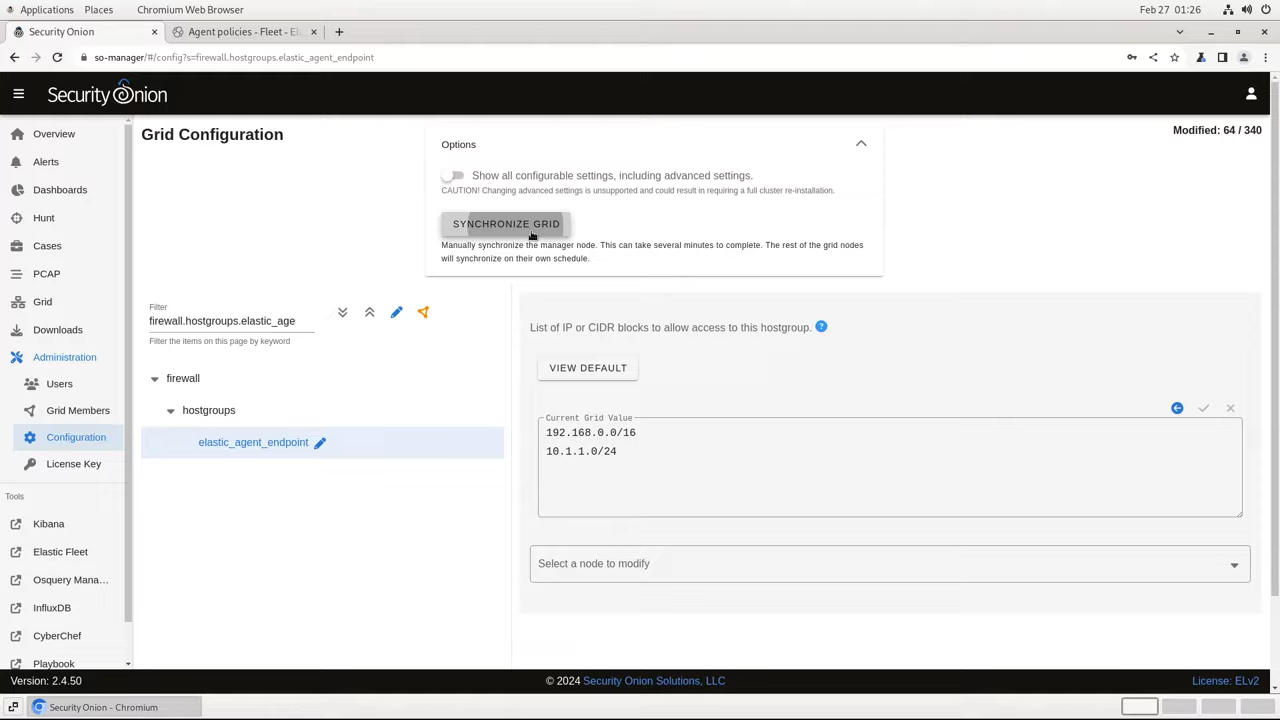 Applications Places Chromium Web Browser Feb 27 01:26
Security Onion Agent policies - Fleet - El
so-manager/#/config?s=firewall.hostgroups.elastic_agent_endpoint
Security Onion
Overview
Alerts
Dashboards
Hunt
Cases
PCAP
Grid
Downloads
Administration
Users
Grid Members
Configuration
License Key
Tools
Kibana
Elastic Fleet
Osquery Mana...
InfluxDB
CyberChef
Playbook
Grid Configuration
Options
Show all configurable settings, including advanced settings.
CAUTION! Changing advanced settings is unsupported and could result in requiring a full cluster re-installation.
SYNCHRONIZE GRID
Manually synchronize the manager node. This can take several minutes to complete. The rest of the grid nodes
will synchronize on their own schedule.
Modified: 64 / 340
Filter
firewall.hostgroups.elastic_age
Filter the items on this page by keyword
firewall
hostgroups
elastic_agent_endpoint
List of IP or CIDR blocks to allow access to this hostgroup. ?
VIEW DEFAULT
Current Grid Value
192.168.0.0/16
10.1.1.0/24
Select a node to modify
Version: 2.4.50 © 2024 Security Onion Solutions, LLC License: ELv2
Security Onion - Chromium